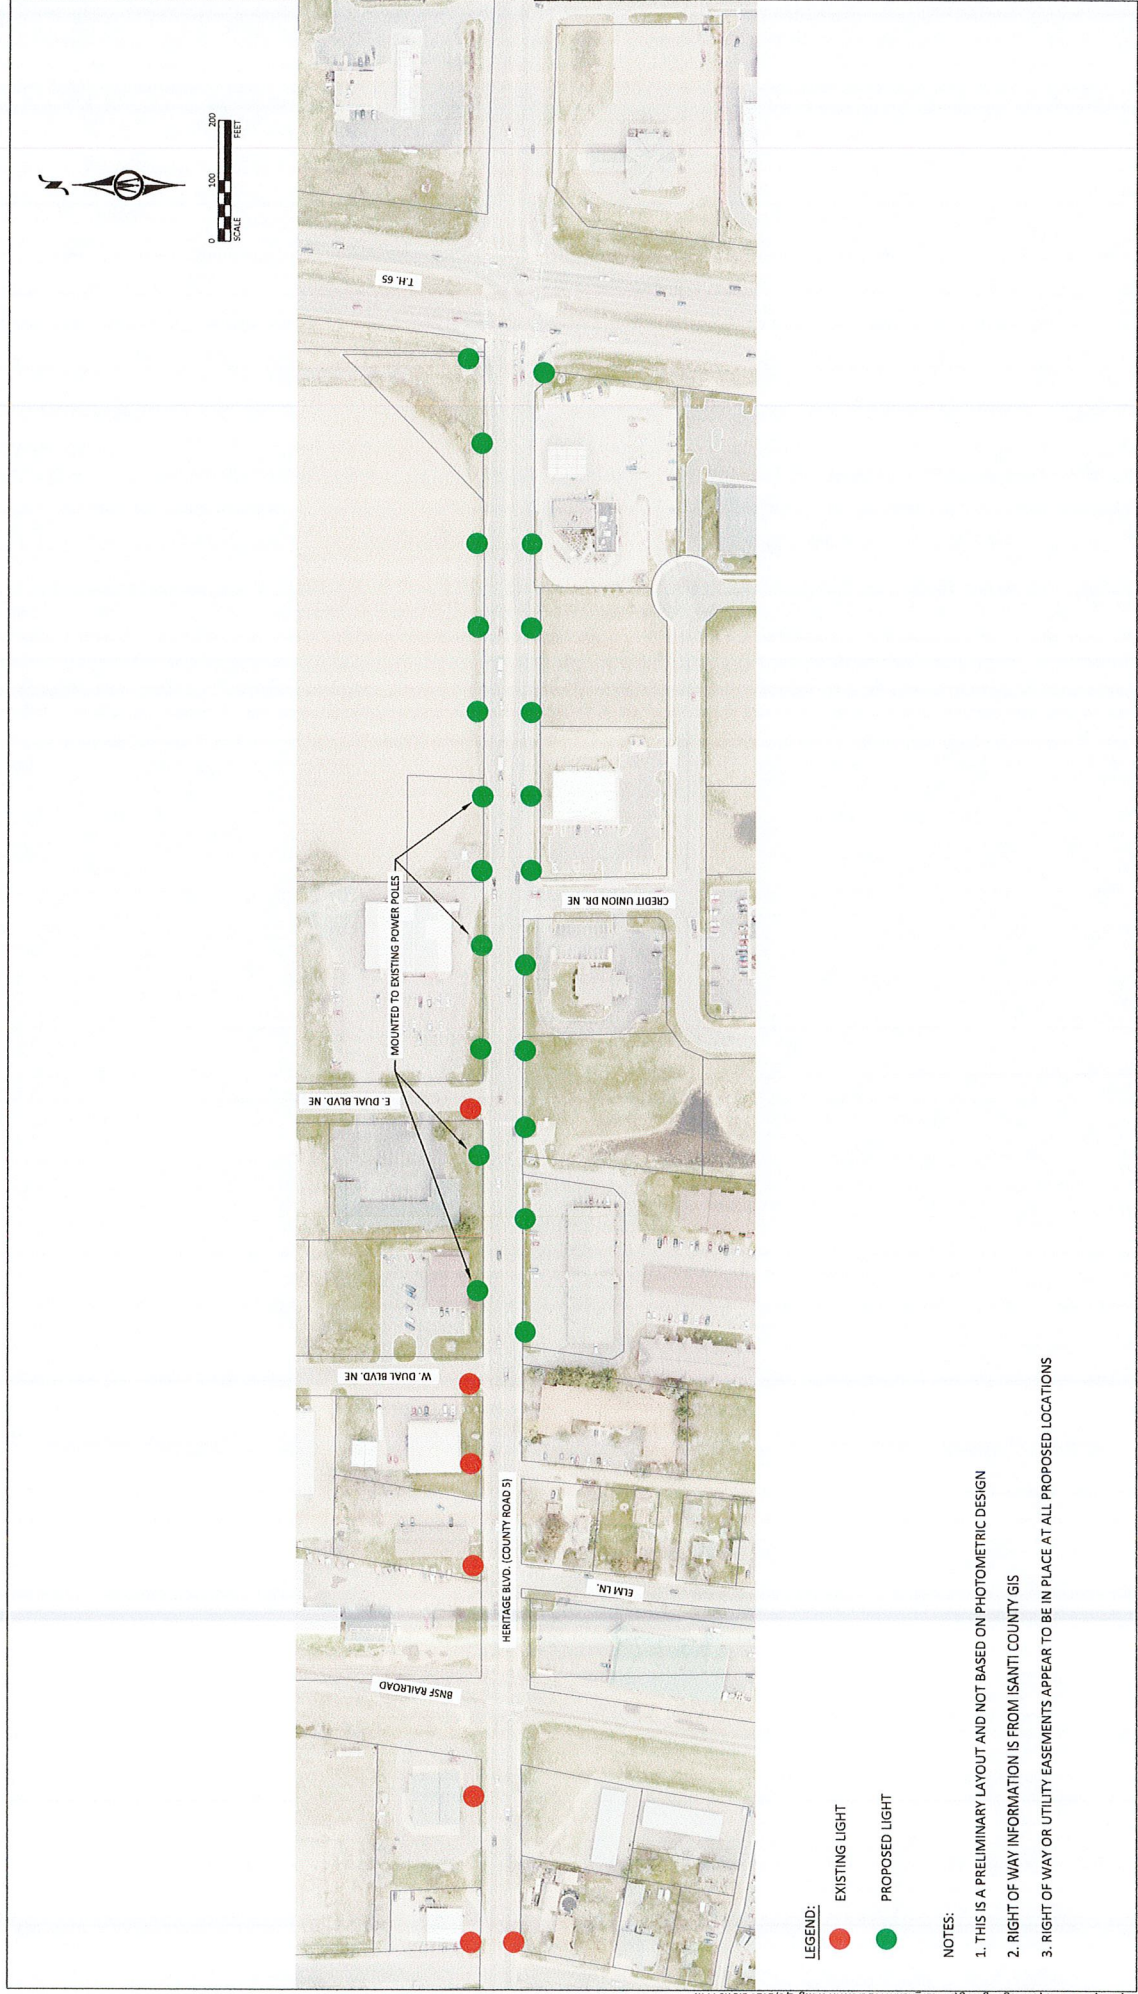 N
0 100 200
SCALE FEET
T.H. 65
MOUNTED TO EXISTING POWER POLES
CREDIT UNION DR. NE
E. DUAL BLVD. NE
W. DUAL BLVD. NE
HERITAGE BLVD. (COUNTY ROAD 5)
ELM LN.
BNSF RAILROAD
LEGEND:
EXISTING LIGHT
PROPOSED LIGHT
NOTES:
1. THIS IS A PRELIMINARY LAYOUT AND NOT BASED ON PHOTOMETRIC DESIGN
2. RIGHT OF WAY INFORMATION IS FROM ISANTI COUNTY GIS
3. RIGHT OF WAY OR UTILITY EASEMENTS APPEAR TO BE IN PLACE AT ALL PROPOSED LOCATIONS